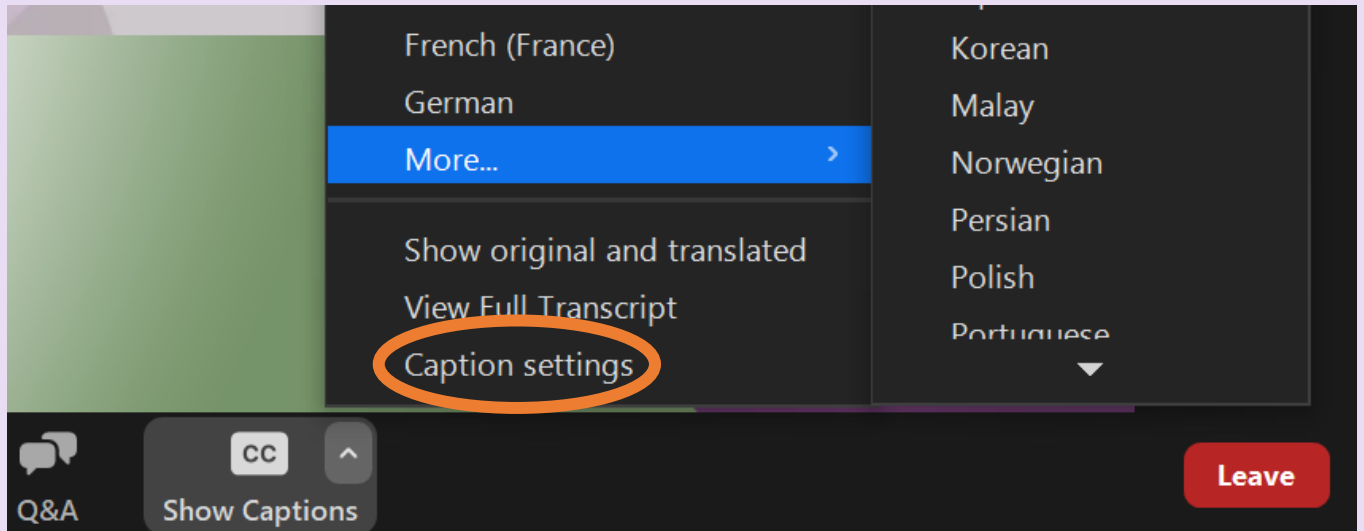 French (France)
German
More...
Show original and translated
View Full Transcript
Caption settings
Korean
Malay
Norwegian
Persian
Polish
Portuguese
CC
Q&A
Show Captions
Leave